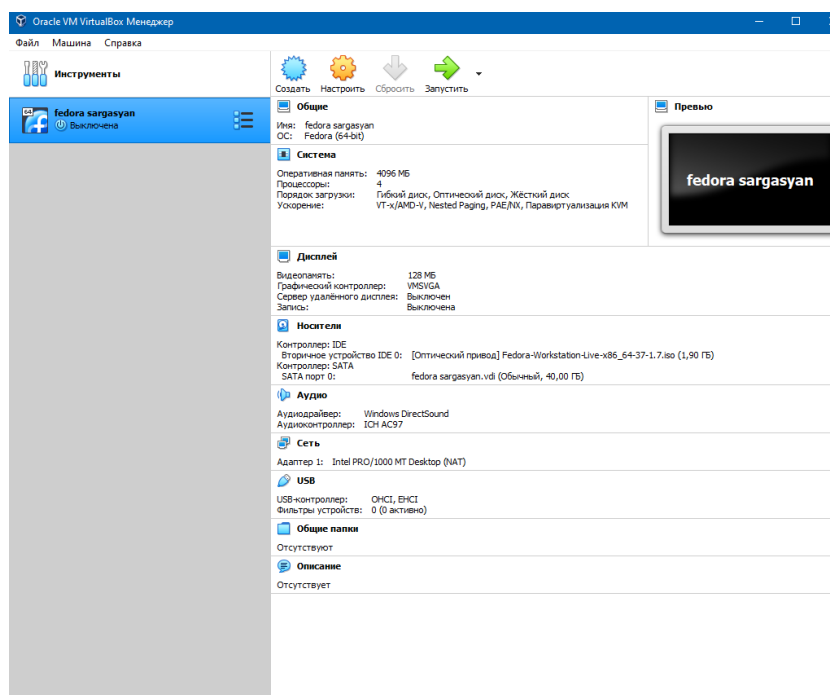 Oracle VM VirtualBox Менеджер
Файл Машина Справка
Инструменты
Создать Настроить Сбросить Запустить
64
fedora sargasyan
Выключена
Общие
Имя: fedora sargasyan
ОС: Fedora (64-bit)
Превью
fedora sargasyan
Система
Оперативная память: 4096 МБ
Процессоры: 4
Порядок загрузки: Гибкий диск, Оптический диск, Жёсткий диск
Ускорение: VT-x/AMD-V, Nested Paging, PAE/NX, Паравиртуализация KVM
Дисплей
Видеопамять: 128 МБ
Графический контроллер: VMSVGA
Сервер удалённого дисплея: Выключен
Запись: Выключена
Носители
Контроллер: IDE
Вторичное устройство IDE 0: [Оптический привод] Fedora-Workstation-Live-x86_64-37-1.7.iso (1,90 ГБ)
Контроллер: SATA
SATA порт 0: fedora sargasyan.vdi (Обычный, 40,00 ГБ)
Аудио
Аудиодрайвер: Windows DirectSound
Аудиоконтроллер: ICH AC97
Сеть
Адаптер 1: Intel PRO/1000 MT Desktop (NAT)
USB
USB-контроллер: OHCI, EHCI
Фильтры устройств: 0 (0 активно)
Общие папки
Отсутствуют
Описание
Отсутствует